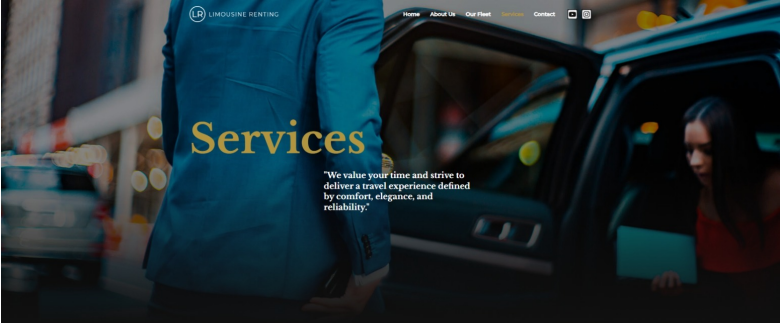 LR LIMOUSINE RENTING
Home About Us Our Fleet Services Contact
Services
"We value your time and strive to
deliver a travel experience defined
by comfort, elegance, and
reliability."